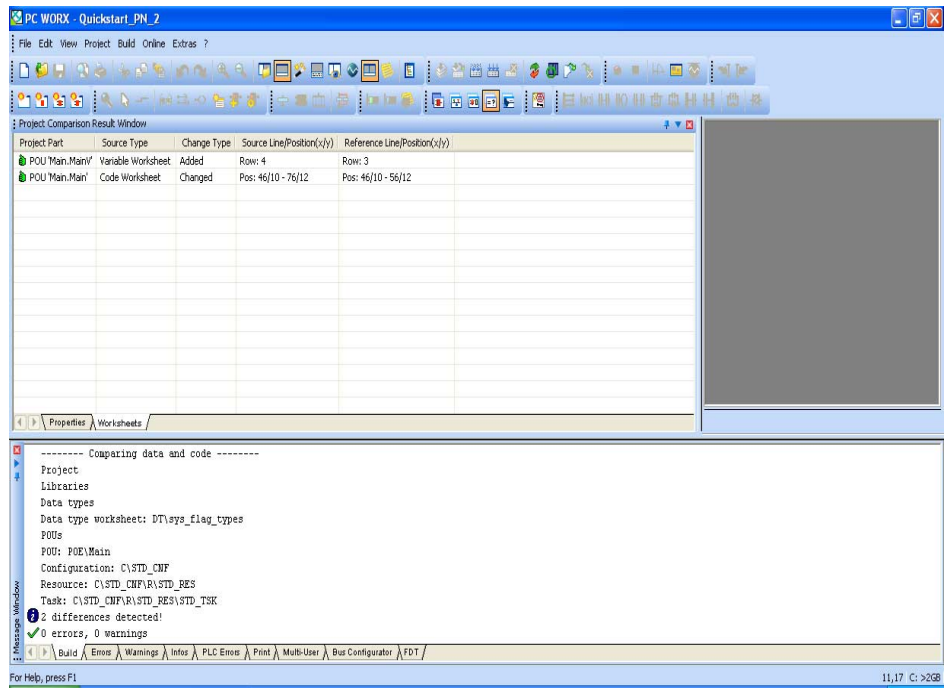 PC WORX - Quickstart_PN_2
File Edit View Project Build Online Extras ?
Project Comparison Result Window
Project Part Source Type Change Type Source Line/Position(x/y) Reference Line/Position(x/y)
POU 'Main.MainV' Variable Worksheet Added Row: 4 Row: 3
POU 'Main.Main' Code Worksheet Changed Pos: 46/10 - 76/12 Pos: 46/10 - 56/12
Properties Worksheets
-------- Comparing data and code --------
Project
Libraries
Data types
Data type worksheet: DT\sys_flag_types
POUs
POU: POE\Main
Configuration: C\STD_CNF
Resource: C\STD_CNF\R\STD_RES
Task: C\STD_CNF\R\STD_RES\STD_TSK
2 differences detected!
0 errors, 0 warnings
Message Window
Build Errors Warnings Infos PLC Errors Print Multi-User Bus Configurator FDT
For Help, press F1 11,17 C: >2GB